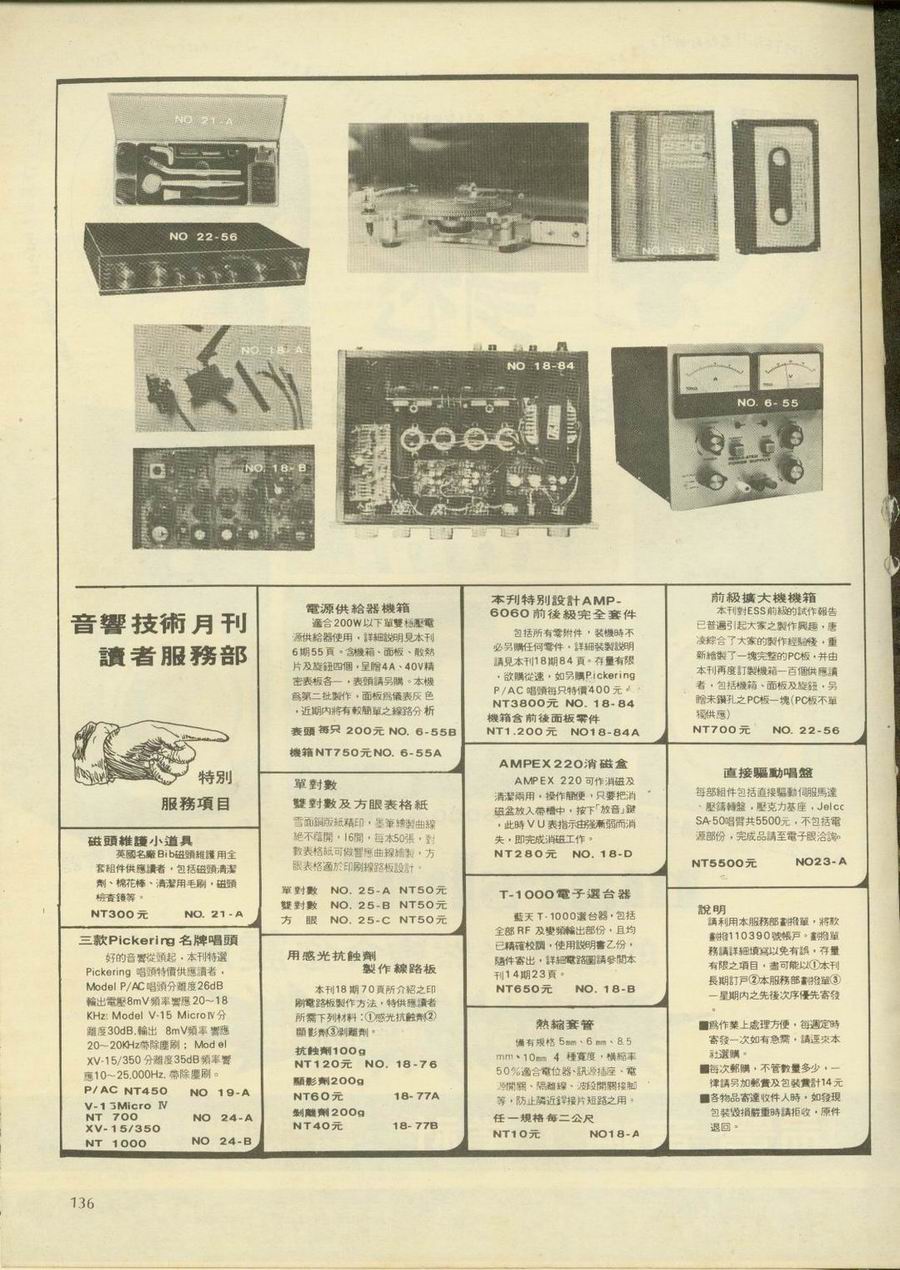 NO 21-A
NO 22-56
NO. 18-D
NO. 18-A
NO 18-84
NO. 6-55
NO. 18-B
音響技術月刊
讀者服務部
特別
服務項目
磁頭維護小道具
英國名廠Bib磁頭維護用全
套組件供應讀者，包括磁頭清潔
劑、棉花棒、清潔用毛刷，磁頭
檢查鏡等。
NT300元 NO. 21-A
三款Pickering 名牌唱頭
好的音響從頭起，本刊特選
Pickering 唱頭特價供應讀者，
Model P/AC唱頭分離度26dB
輸出電壓8mV頻率響應20～18
KHz: Model V-15 MicroⅣ分
離度30dB,輸出 8mV頻率響應
20～20KHz帶除塵刷； Model
XV-15/350 分離度35dB頻率響
應10～25,000Hz, 帶除塵刷。
P/AC NT450 NO 19-A
V-15Micro Ⅳ
NT 700 NO 24-A
XV-15/350
NT 1000 NO 24-B
電源供給器機箱
適合200W以下單雙穩壓電
源供給器使用，詳細說明見本刊
6期55頁。含機箱、面板、散熱
片及旋鈕四個，呈贈4A、40V精
密表板各一，表頭請另購。本機
爲第二批製作，面板爲儀表灰色
，近期內將有較簡單之線路分析
表頭 每只 200元 NO. 6-55B
機箱NT750元NO. 6-55A
單對數
雙對數及方眼表格紙
雪面銅版紙精印，墨筆繪製曲線
絕不蘊開，16開，每本50張，對
數表格紙可做響應曲線繪製，方
眼表格適於印刷線路板設計。
單對數 NO. 25-A NT50元
雙對數 NO. 25-B NT50元
方 眼 NO. 25-C NT50元
用感光抗蝕劑
製作線路板
本刊18期70頁所介紹之印
刷電路板製作方法，特供應讀者
所需下列材料：①感光抗蝕劑②
顯影劑③剝離劑。
抗蝕劑100g
NT120元 NO. 18-76
顯影劑200g
NT60元 18-77A
剝離劑200g
NT40元 18-77B
本刊特別設計AMP-
6060前後級完全套件
包括所有零附件，裝機時不
必另購任何零件，詳細裝製說明
請見本刊18期84頁。存量有限
，欲購從速，如另購Pickering
P/AC唱頭每只特價400元。
NT3800元 NO. 18-84
機箱含前後面板零件
NT1.200元 NO18-84A
AMPEX220消磁盒
AMPEX 220可作消磁及
清潔兩用，操作簡便，只要把消
磁盆放入帶槽中，按下「放音」鍵
，此時VU表指示由強漸弱而消
失，即完成消磁工作。
NT280元 NO. 18-D
T-1000電子選台器
藍天T-1000選台器，包括
全部RF及變頻輸出部份，且均
已精確校調，使用說明書乙份，
隨件寄出，詳細電路圖請參閱本
刊14期23頁。
NT650元 NO. 18-B
熱縮套管
備有規格5mm、6mm、8.5
mm、10mm 4 種寬度，橫縮率
50%適合電位器、訊源插座、電
源開關、隔離線、波段開關接腳
等，防止隣近銲接片短路之用。
任一規格每二公尺
NT10元 NO18-A
前級擴大機機箱
本刊對ESS前級的試作報告
已普遍引起大家之製作興趣，唐
凌綜合了大家的製作經驗後，重
新繪製了一塊完整的PC板，并由
本刊再度訂製機箱一百個供應讀
者，包括機箱、面板及旋鈕，另
贈未鑽孔之PC板一塊(PC板不單
獨供應)
NT700元 NO. 22-56
直接驅動唱盤
每部組件包括直接驅動伺服馬達
、壓鑄轉盤，壓克力基座，Jelco
SA-50唱臂共5500元，不包括電
源部份，完成品請至電子眼洽詢。
NT5500元 NO23-A
說明
請利用本服務部劃撥單，將款
劃撥110390號帳戶。劃撥單
務請詳細填寫以免有誤，存量
有限之項目，盡可能以①本刊
長期訂戶②本服務部劃撥單③
一星期內之先後次序優先寄發
。
■爲作業上處理方便，每週定時
寄發一次如有急需，請逕來本
社選購。
■每次郵購，不管數量多少，一
律請另加郵費及包裝費計14元
■各物品寄達收件人時，如發現
包裝毀損嚴重時請拒收，原件
退回。
136